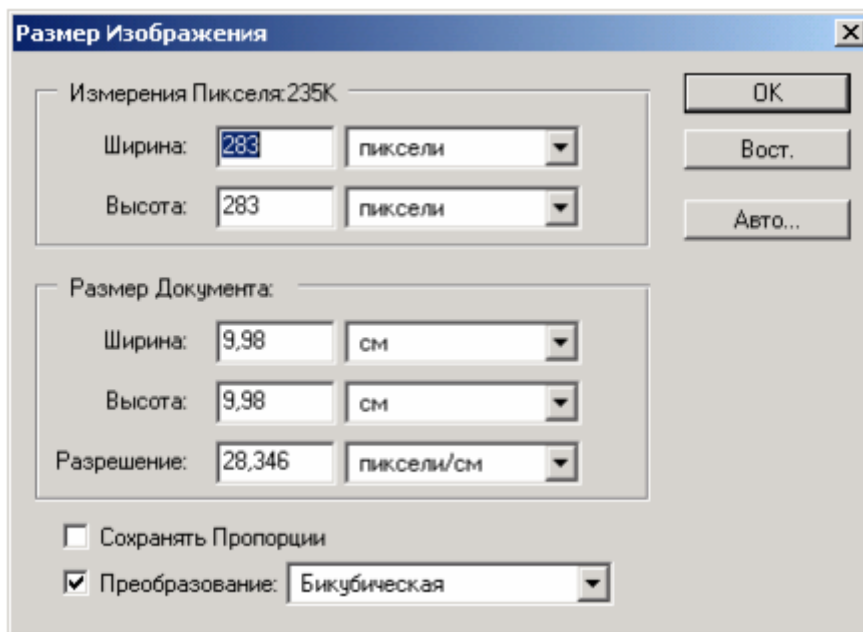 Размер Изображения
Измерения Пикселя:235K
OK
Ширина: 283 пиксели
Вост.
Высота: 283 пиксели
Авто...
Размер Документа:
Ширина: 9,98 см
Высота: 9,98 см
Разрешение: 28,346 пиксели/см
Сохранять Пропорции
Преобразование: Бикубическая